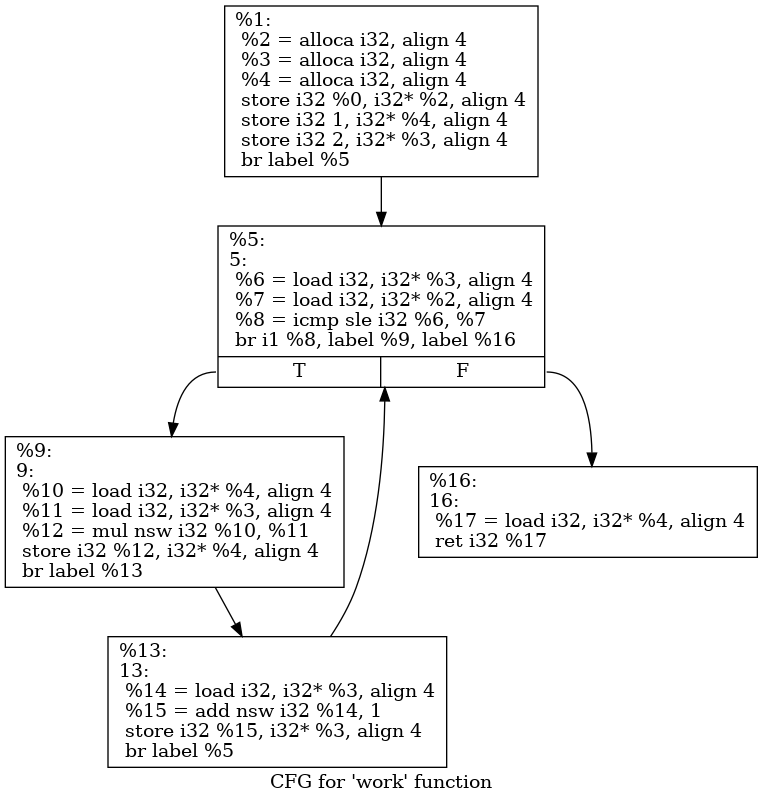 %1:
%2 = alloca i32, align 4
%3 = alloca i32, align 4
%4 = alloca i32, align 4
store i32 %0, i32* %2, align 4
store i32 1, i32* %4, align 4
store i32 2, i32* %3, align 4
br label %5
%5:
5:
%6 = load i32, i32* %3, align 4
%7 = load i32, i32* %2, align 4
%8 = icmp sle i32 %6, %7
br i1 %8, label %9, label %16
T
F
%9:
9:
%10 = load i32, i32* %4, align 4
%11 = load i32, i32* %3, align 4
%12 = mul nsw i32 %10, %11
store i32 %12, i32* %4, align 4
br label %13
%16:
16:
%17 = load i32, i32* %4, align 4
ret i32 %17
%13:
13:
%14 = load i32, i32* %3, align 4
%15 = add nsw i32 %14, 1
store i32 %15, i32* %3, align 4
br label %5
CFG for 'work' function